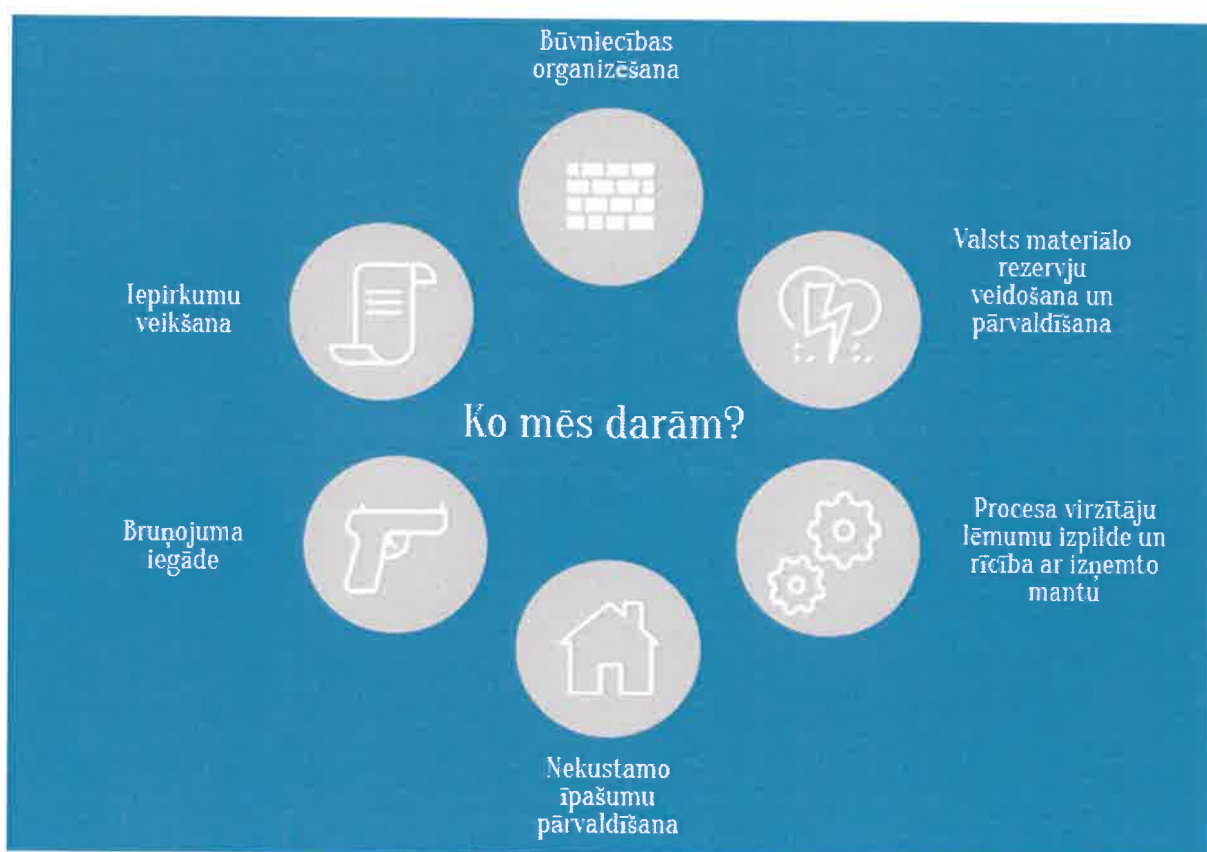 Būvniecības
organizēšana
Valsts materiālo
rezervju
veidošana un
pārvaldīšana
Iepirkumu
veikšana
Ko mēs darām?
Bruņojuma
iegāde
Procesa virzītāju
lēmumu izpilde un
rīcība ar izņemto
mantu
Nekustamo
īpašumu
pārvaldīšana